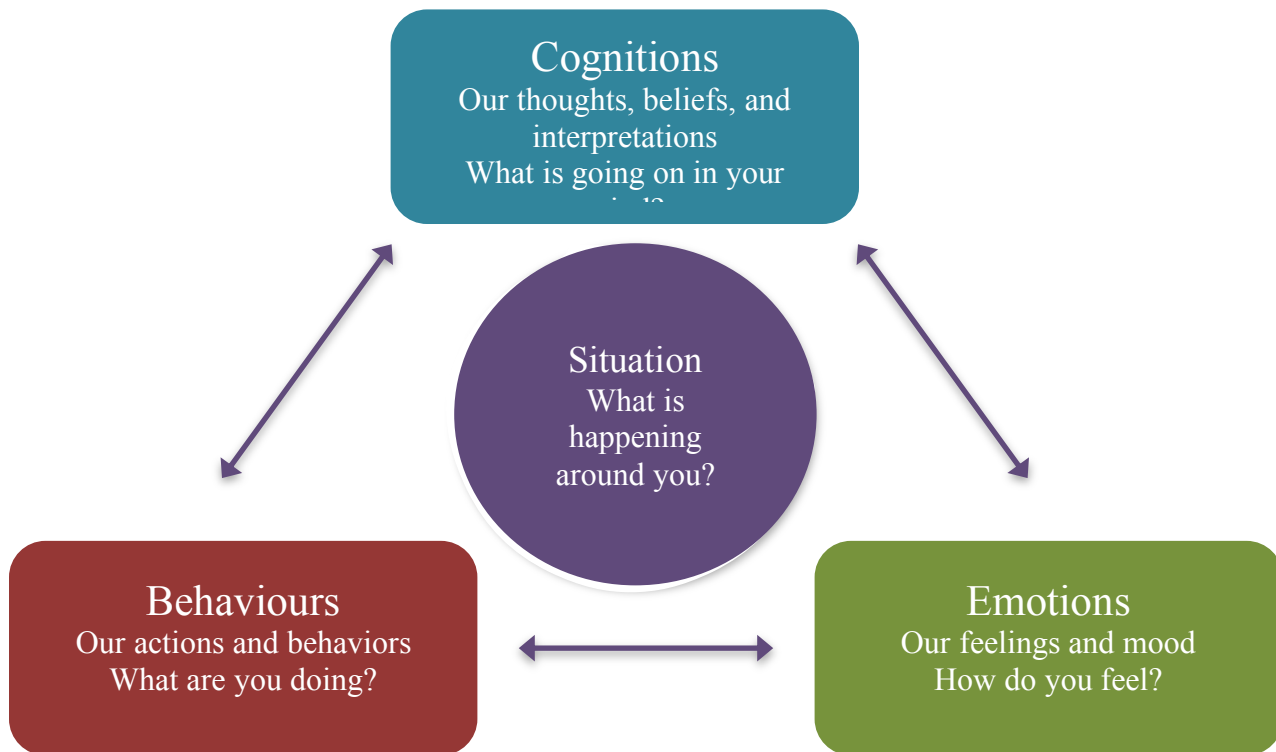 Cognitions
Our thoughts, beliefs, and
interpretations
What is going on in your
Situation
What is
happening
around you?
Behaviours
Our actions and behaviors
What are you doing?
Emotions
Our feelings and mood
How do you feel?